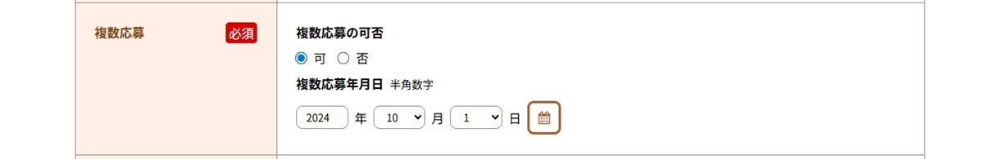 複数応募 必須
複数応募の可否
可 否
複数応募年月日 半角数字
2024 年 10 月 1 日